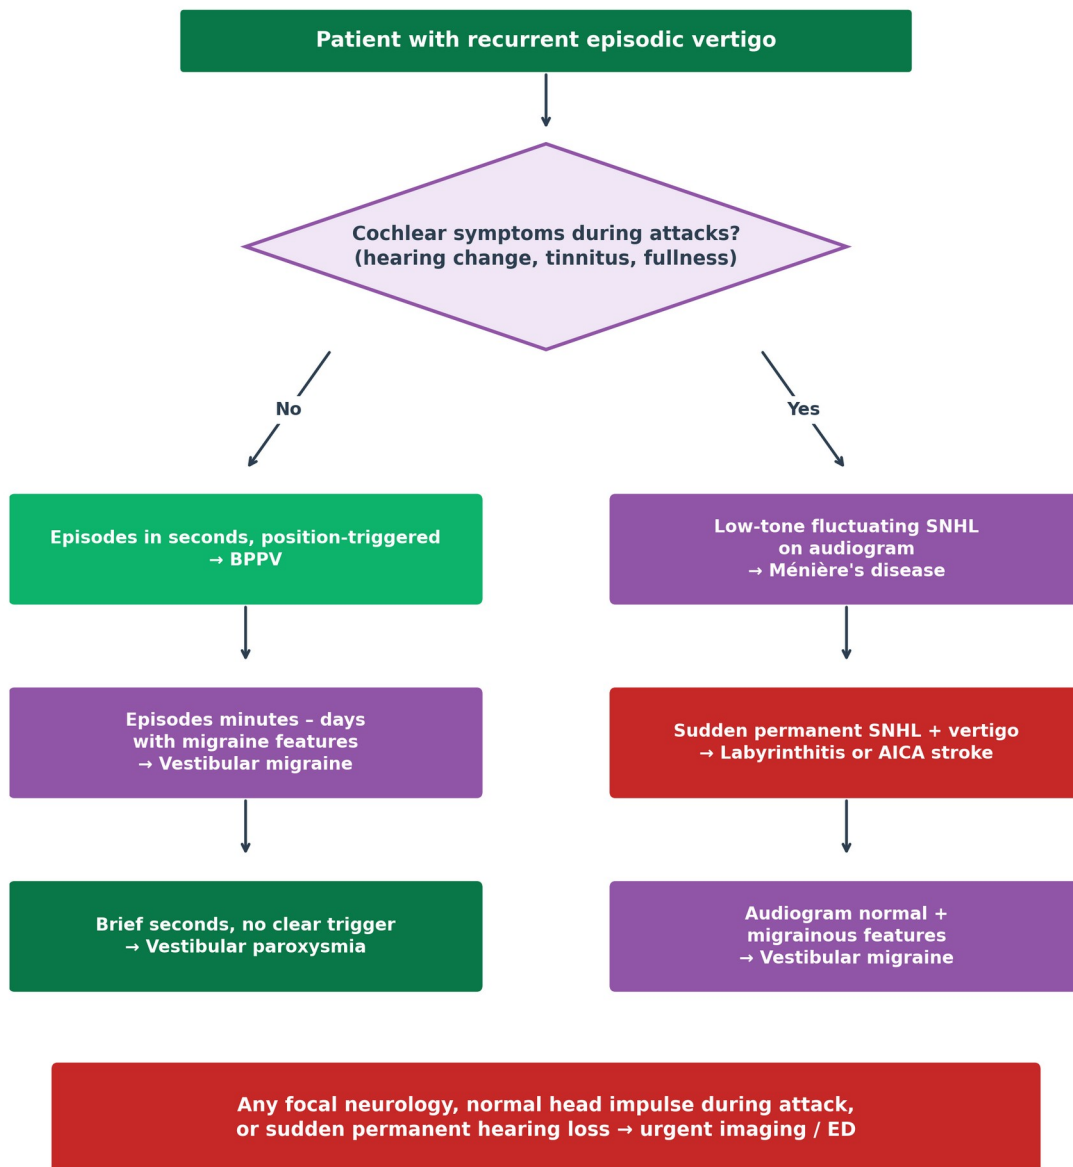 Patient with recurrent episodic vertigo
Cochlear symptoms during attacks?
(hearing change, tinnitus, fullness)
No
Yes
Episodes in seconds, position-triggered
→ BPPV
Low-tone fluctuating SNHL
on audiogram
→ Ménière's disease
Episodes minutes – days
with migraine features
→ Vestibular migraine
Sudden permanent SNHL + vertigo
→ Labyrinthitis or AICA stroke
Brief seconds, no clear trigger
→ Vestibular paroxysmia
Audiogram normal +
migrainous features
→ Vestibular migraine
Any focal neurology, normal head impulse during attack,
or sudden permanent hearing loss → urgent imaging / ED